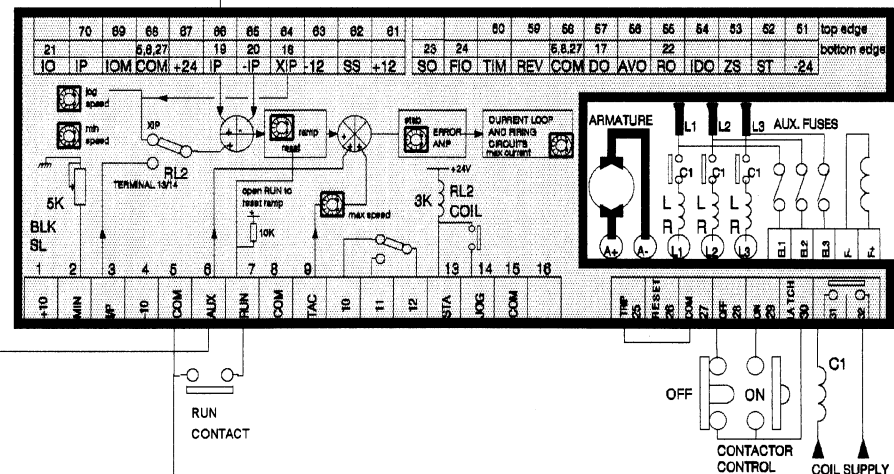 70 69 68 67 66 65 64 63 62 61 60 59 58 57 56 55 54 53 52 51 top edge
21 5,8,27 19 20 18 23 24 5,8,27 17 22 bottom edge
IO IP IOM COM +24 IP -IP XIP -12 SS +12 SO FIO TIM REV COM DO AVO RO IDO ZS ST -24
jog
speed
min
speed
XIP
RL2
TERMINAL 13/14
ramp
reset
stab
ERROR
AMP
CURRENT LOOP
AND FIRING
CIRCUITS
max current
ARMATURE
L1 L2 L3 AUX. FUSES
C1 C1 C1
5K
BLK
SL
open RUN to
reset ramp
10K
max speed
+24V
3K
RL2
COIL
L L L
R R R
A+ A- L1 L2 L3 EL1 EL2 EL3 F- F+
1 2 3 4 5 6 7 8 9 13 14 15 16
+10 MIN I/P -10 COM AUX RUN COM TAC 10 11 12 STA JOG COM
TRIP RESET COM OFF ON LATCH
25 26 27 28 29 30
C1
OFF ON
RUN
CONTACT
CONTACTOR
CONTROL
COIL SUPPLY